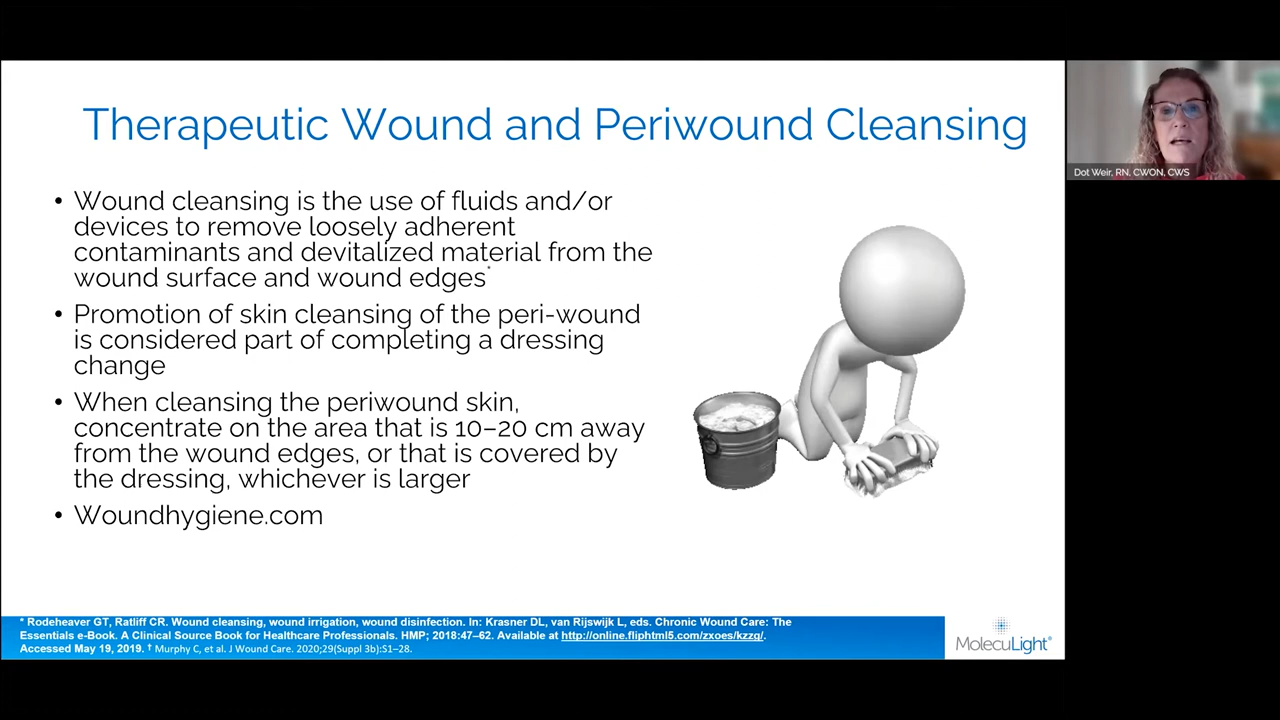 Therapeutic Wound and Periwound Cleansing
• Wound cleansing is the use of fluids and/or
devices to remove loosely adherent
contaminants and devitalized material from the
wound surface and wound edges*
• Promotion of skin cleansing of the peri-wound
is considered part of completing a dressing
change
• When cleansing the periwound skin,
concentrate on the area that is 10–20 cm away
from the wound edges, or that is covered by
the dressing, whichever is larger
• Woundhygiene.com
* Rodeheaver GT, Ratliff CR. Wound cleansing, wound irrigation, wound disinfection. In: Krasner DL, van Rijswijk L, eds. Chronic Wound Care: The
Essentials e-Book. A Clinical Source Book for Healthcare Professionals. HMP; 2018:47–62. Available at http://online.fliphtml5.com/zxoes/kzzq/.
Accessed May 19, 2019. † Murphy C, et al. J Wound Care. 2020;29(Suppl 3b):S1–28.
MolecuLight®
Dot Weir, RN, CWON, CWS